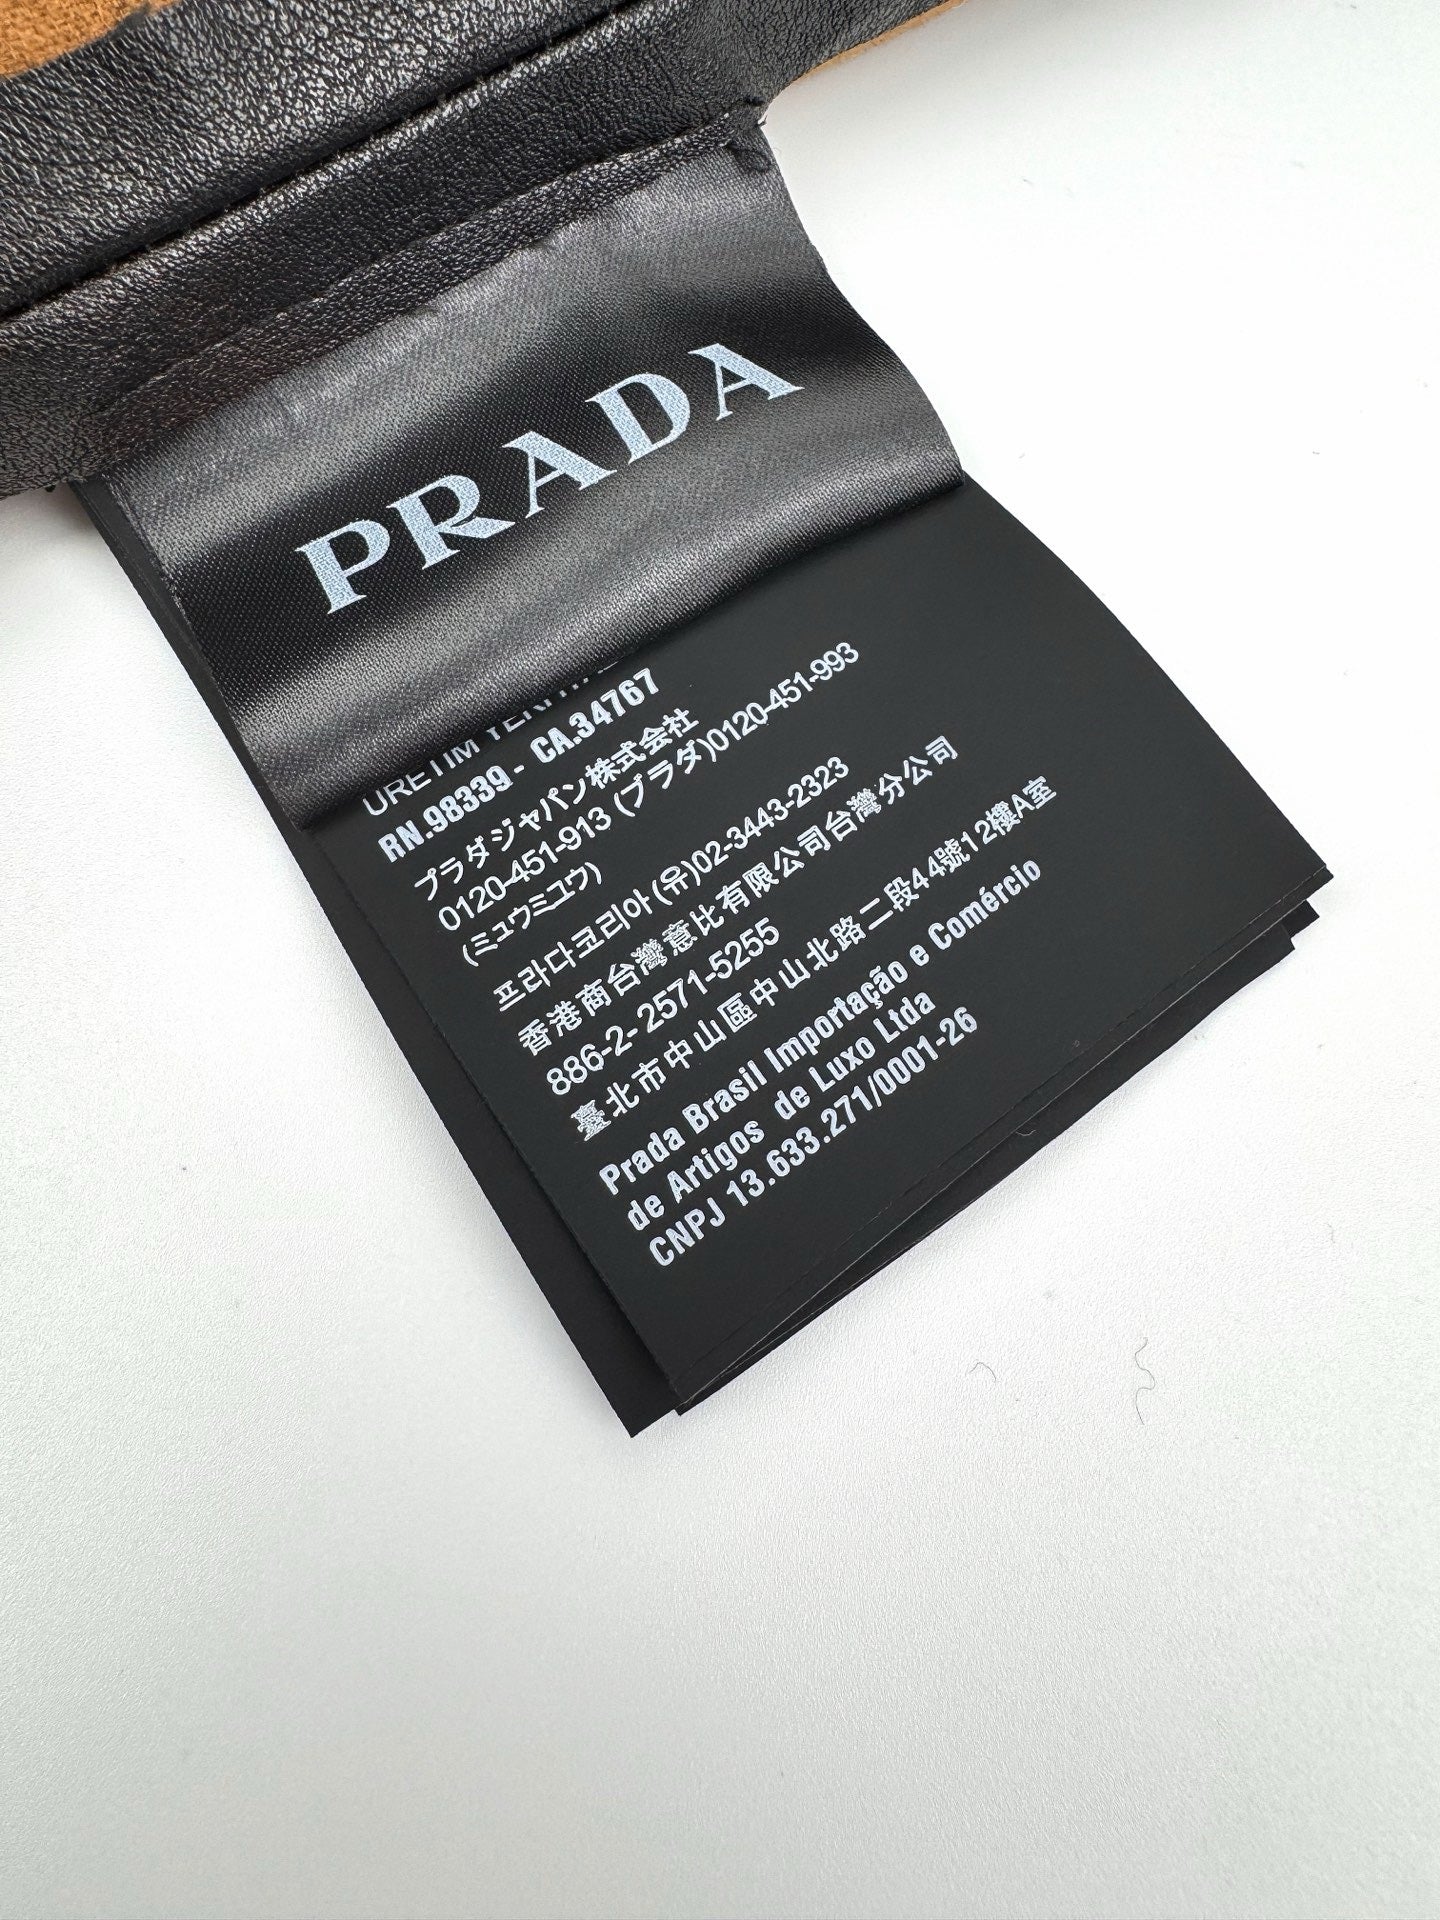 PRADA
ÜRETİM YERİ
RN.98339 - CA.34767
プラダジャパン株式会社
0120-451-913 (プラダ)0120-451-993
(ミュウミュウ)
프라다코리아(유)02-3443-2323
香港商台灣意比有限公司台灣分公司
886-2- 2571-5255
臺北市中山區中山北路二段44號12樓A室
Prada Brasil Importação e Comércio
de Artigos de Luxo Ltda
CNPJ 13.633.271/0001-26